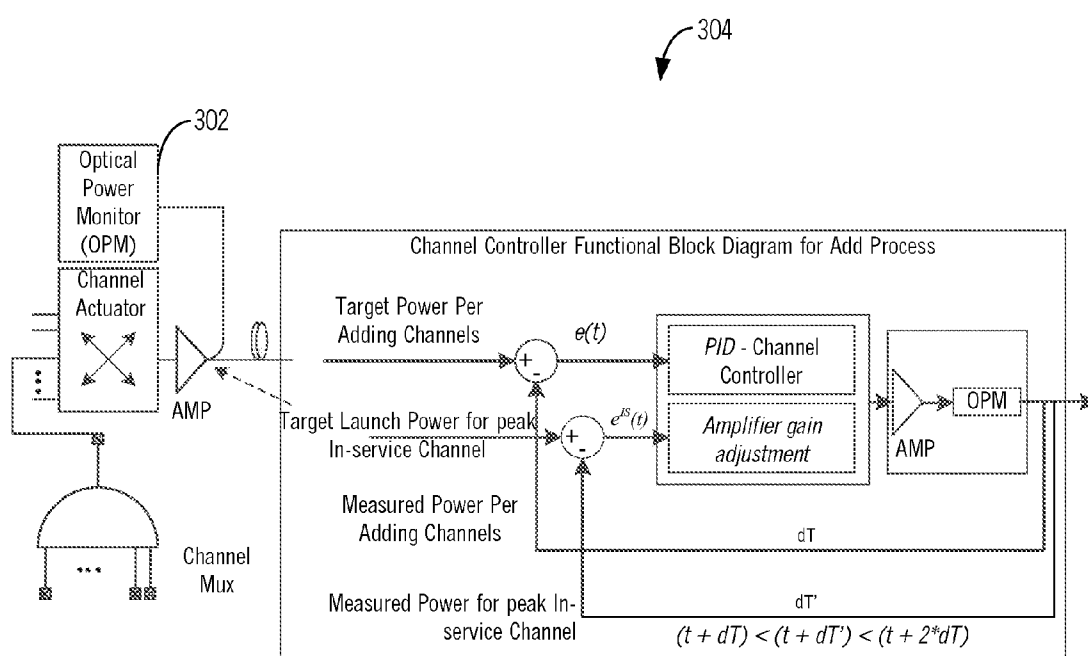 304
302
Optical
Power
Monitor
(OPM)
Channel
Actuator
AMP
Channel
Mux
Channel Controller Functional Block Diagram for Add Process
Target Power Per
Adding Channels
+
-
e(t)
PID - Channel
Controller
Target Launch Power for peak
In-service Channel
+
-
e^IS(t)
Amplifier gain
adjustment
AMP
OPM
Measured Power Per
Adding Channels
dT
Measured Power for peak In-
service Channel
dT'
(t + dT) < (t + dT') < (t + 2*dT)